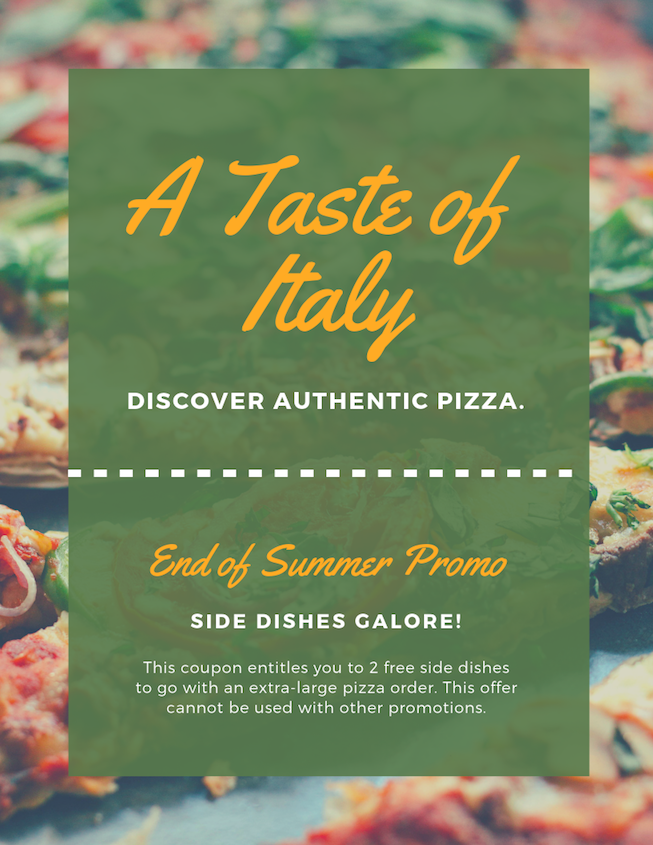 A Taste of
Italy
DISCOVER AUTHENTIC PIZZA.
End of Summer Promo
SIDE DISHES GALORE!
This coupon entitles you to 2 free side dishes
to go with an extra-large pizza order. This offer
cannot be used with other promotions.